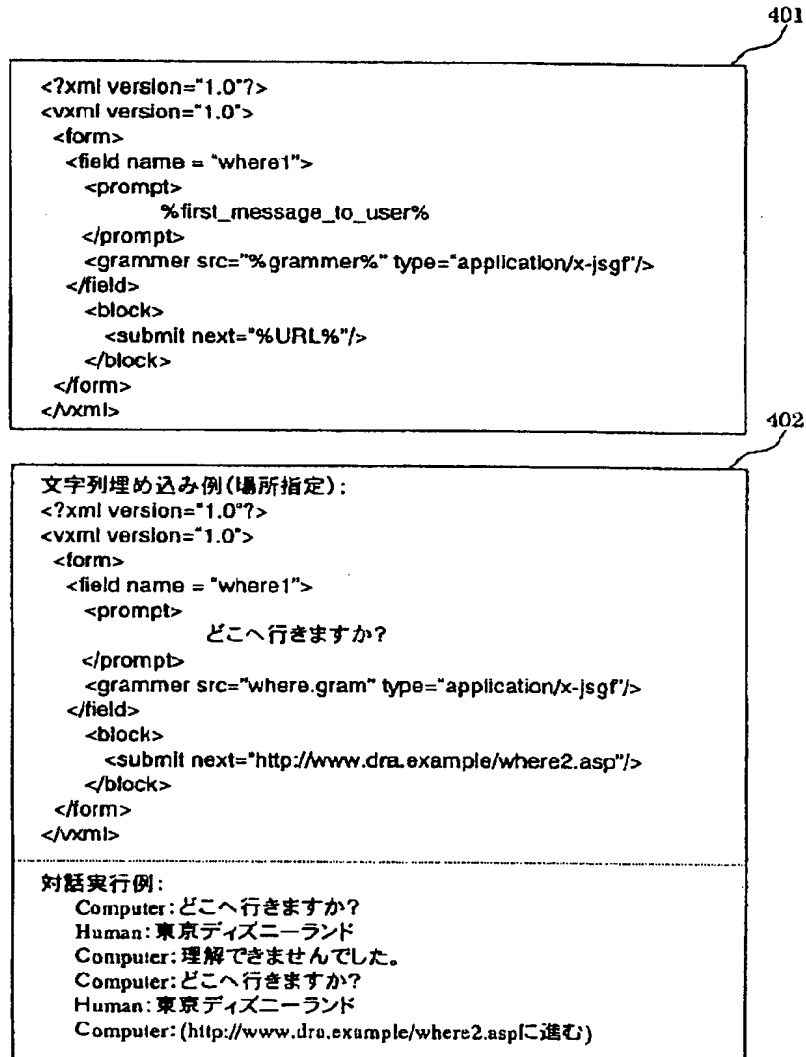 401
<?xml version="1.0"?>
<vxml version="1.0">
<form>
<field name = "where1">
<prompt>
%first_message_to_user%
</prompt>
<grammer src="%grammer%" type="application/x-jsgf"/>
</field>
<block>
<submit next="%URL%"/>
</block>
</form>
</vxml>
402
文字列埋め込み例(場所指定):
<?xml version="1.0"?>
<vxml version="1.0">
<form>
<field name = "where1">
<prompt>
どこへ行きますか?
</prompt>
<grammer src="where.gram" type="application/x-jsgf"/>
</field>
<block>
<submit next="http://www.dra.example/where2.asp"/>
</block>
</form>
</vxml>
対話実行例:
Computer:どこへ行きますか?
Human:東京ディズニーランド
Computer:理解できませんでした。
Computer:どこへ行きますか?
Human:東京ディズニーランド
Computer:(http://www.dra.example/where2.aspに進む)